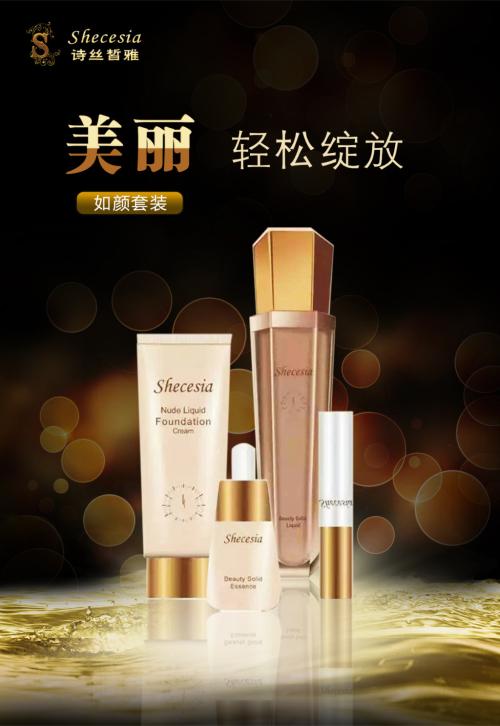 Shecesia
诗丝皙雅
美丽 轻松绽放
如颜套装
Shecesia
Nude Liquid
Foundation
Cream
Shecesia
Beauty Solid
Essence
Shecesia
Beauty Solid
Liquid